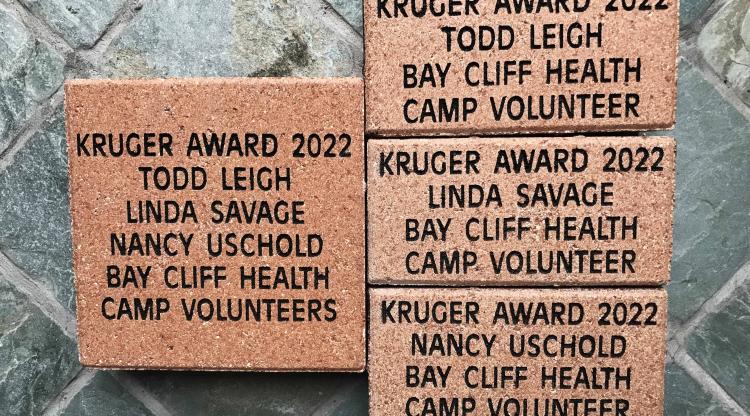 KRUGER AWARD 2022
TODD LEIGH
LINDA SAVAGE
NANCY USCHOLD
BAY CLIFF HEALTH
CAMP VOLUNTEERS
KRUGER AWARD 2022
TODD LEIGH
BAY CLIFF HEALTH
CAMP VOLUNTEER
KRUGER AWARD 2022
LINDA SAVAGE
BAY CLIFF HEALTH
CAMP VOLUNTEER
KRUGER AWARD 2022
NANCY USCHOLD
BAY CLIFF HEALTH
CAMP VOLUNTEER